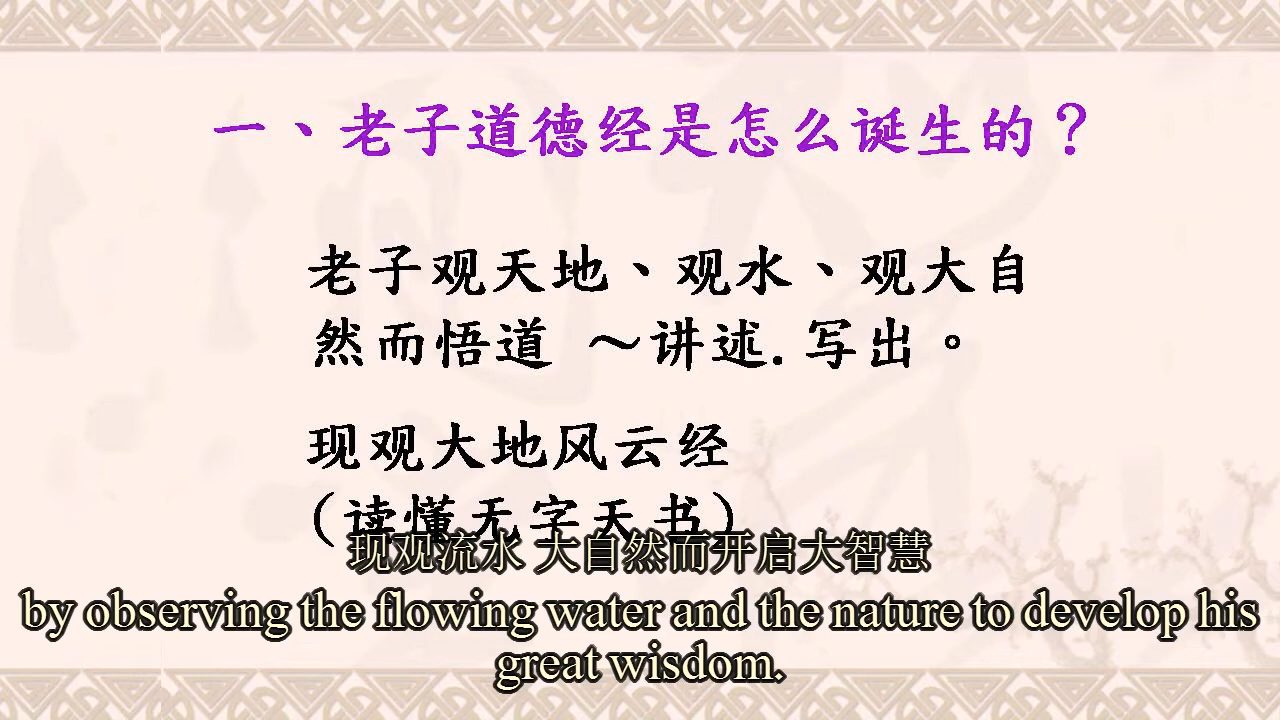 一、老子道德经是怎么诞生的？
老子观天地、观水、观大自
然而悟道 ～讲述.写出。
现观大地风云经
（读懂无字天书）
现观流水 大自然而开启大智慧
by observing the flowing water and the nature to develop his
great wisdom.